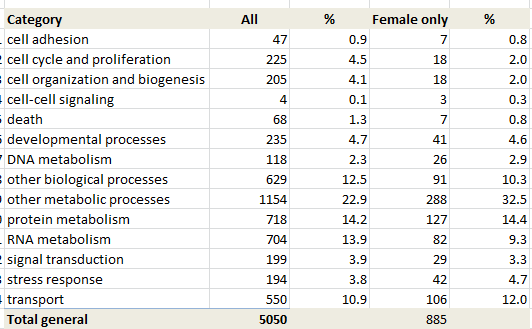 Category All % Female only %
cell adhesion 47 0.9 7 0.8
cell cycle and proliferation 225 4.5 18 2.0
cell organization and biogenesis 205 4.1 18 2.0
cell-cell signaling 4 0.1 3 0.3
death 68 1.3 7 0.8
developmental processes 235 4.7 41 4.6
DNA metabolism 118 2.3 26 2.9
other biological processes 629 12.5 91 10.3
other metabolic processes 1154 22.9 288 32.5
protein metabolism 718 14.2 127 14.4
RNA metabolism 704 13.9 82 9.3
signal transduction 199 3.9 29 3.3
stress response 194 3.8 42 4.7
transport 550 10.9 106 12.0
Total general 5050 885